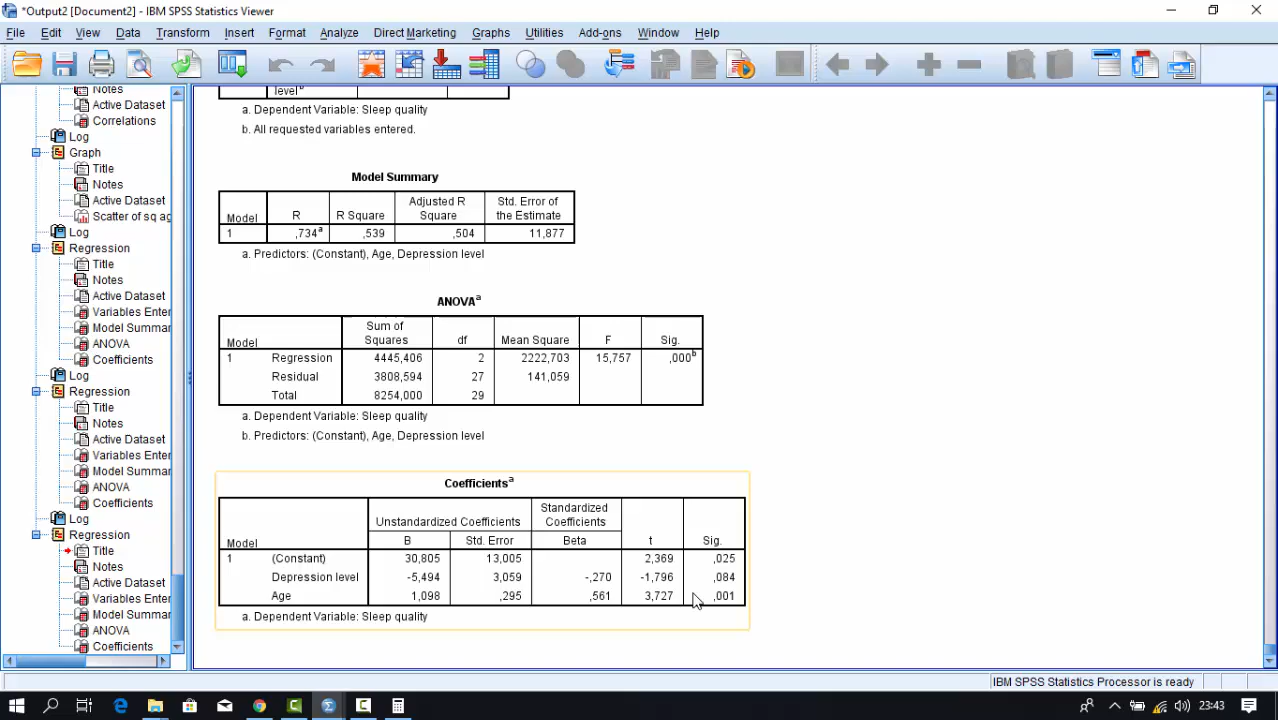 *Output2 [Document2] - IBM SPSS Statistics Viewer
File Edit View Data Transform Insert Format Analyze Direct Marketing Graphs Utilities Add-ons Window Help
Notes
Active Dataset
Correlations
Log
Graph
Title
Notes
Active Dataset
Scatter of sq ag
Log
Regression
Title
Notes
Active Dataset
Variables Enter
Model Summar
ANOVA
Coefficients
Log
Regression
Title
Notes
Active Dataset
Variables Enter
Model Summar
ANOVA
Coefficients
Log
Regression
Title
Notes
Active Dataset
Variables Enter
Model Summar
ANOVA
Coefficients
level b
a. Dependent Variable: Sleep quality
b. All requested variables entered.
Model Summary
Model R R Square Adjusted R Square Std. Error of the Estimate
1 ,734a ,539 ,504 11,877
a. Predictors: (Constant), Age, Depression level
ANOVAa
Model Sum of Squares df Mean Square F Sig.
1 Regression 4445,406 2 2222,703 15,757 ,000b
Residual 3808,594 27 141,059
Total 8254,000 29
a. Dependent Variable: Sleep quality
b. Predictors: (Constant), Age, Depression level
Coefficientsa
Unstandardized Coefficients Standardized Coefficients
Model B Std. Error Beta t Sig.
1 (Constant) 30,805 13,005 2,369 ,025
Depression level -5,494 3,059 -,270 -1,796 ,084
Age 1,098 ,295 ,561 3,727 ,001
a. Dependent Variable: Sleep quality
IBM SPSS Statistics Processor is ready
23:43